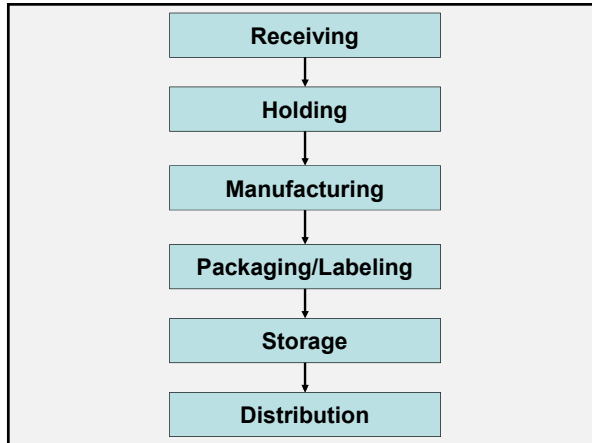 Receiving
Holding
Manufacturing
Packaging/Labeling
Storage
Distribution